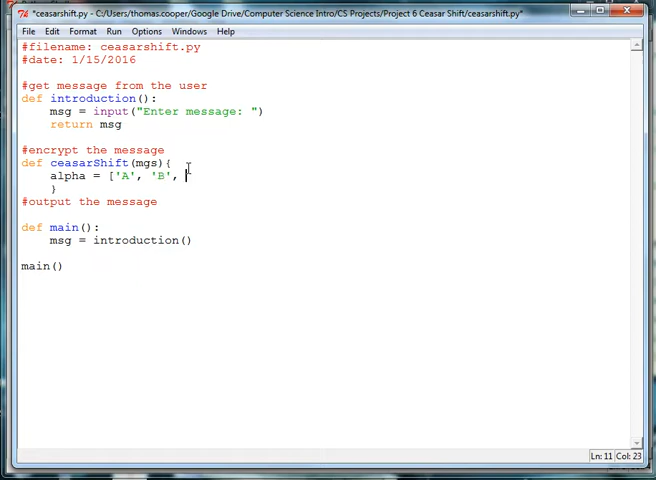 *ceasarshift.py - C:/Users/thomas.cooper/Google Drive/Computer Science Intro/CS Projects/Project 6 Ceasar Shift/ceasarshift.py*
File Edit Format Run Options Windows Help
#filename: ceasarshift.py
#date: 1/15/2016
#get message from the user
def introduction():
    msg = input("Enter message: ")
    return msg
#encrypt the message
def ceasarShift(mgs){
    alpha = ['A', 'B',
    }
#output the message
def main():
    msg = introduction()
main()
Ln: 11 Col: 23